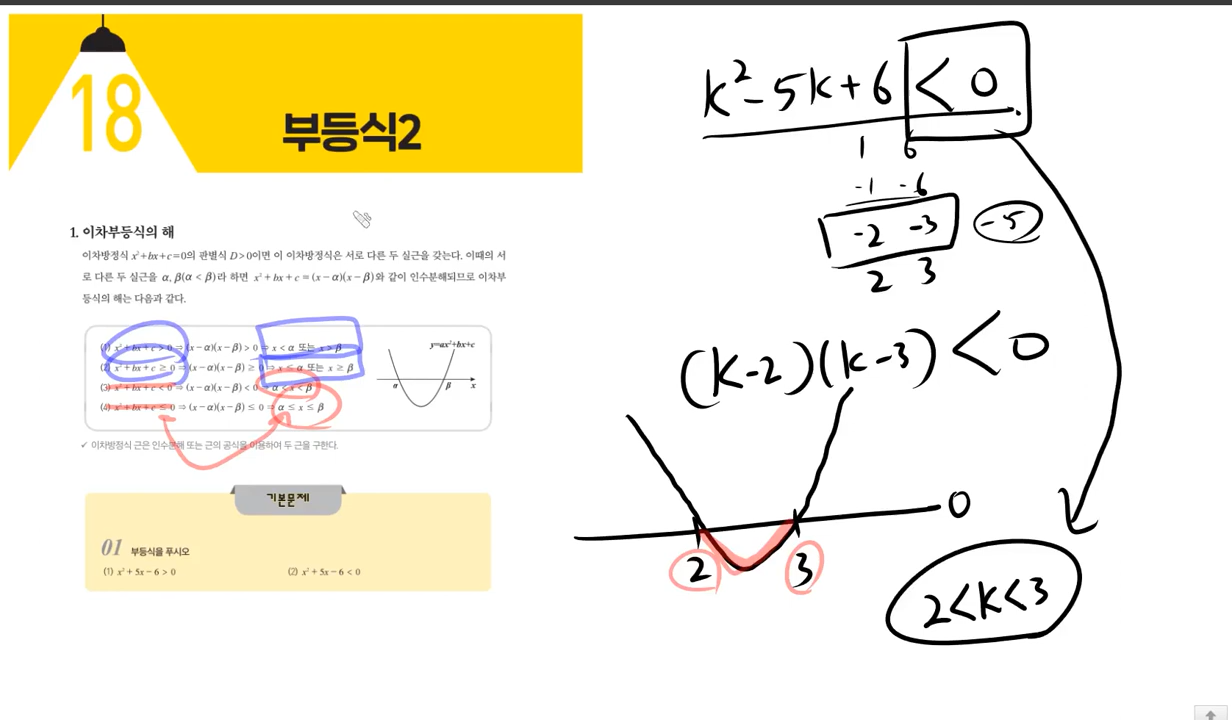 18
부등식2
1. 이차부등식의 해
이차방정식 x²+bx+c=0의 판별식 D>0이면 이 이차방정식은 서로 다른 두 실근을 갖는다. 이때의 서
로 다른 두 실근을 α, β(α < β)라 하면 x²+bx+c=(x-α)(x-β)와 같이 인수분해되므로 이차부
등식의 해는 다음과 같다.
(1) x²+bx+c>0 ⇒ (x-α)(x-β)>0 ⇒ x<α 또는 x>β
(2) x²+bx+c≥0 ⇒ (x-α)(x-β)≥0 ⇒ x≤α 또는 x≥β
(3) x²+bx+c<0 ⇒ (x-α)(x-β)<0 ⇒ α<x<β
(4) x²+bx+c≤0 ⇒ (x-α)(x-β)≤0 ⇒ α≤x≤β
y=ax²+bx+c
α β x
✓ 이차방정식 근은 인수분해 또는 근의 공식을 이용하여 두 근을 구한다.
기본문제
01 부등식을 푸시오
(1) x²+5x-6>0 (2) x²+5x-6<0
k²-5k+6<0
1 6
-1 -6
-2 -3 -5
2 3
(k-2)(k-3)<0
0
2 3
2<k<3